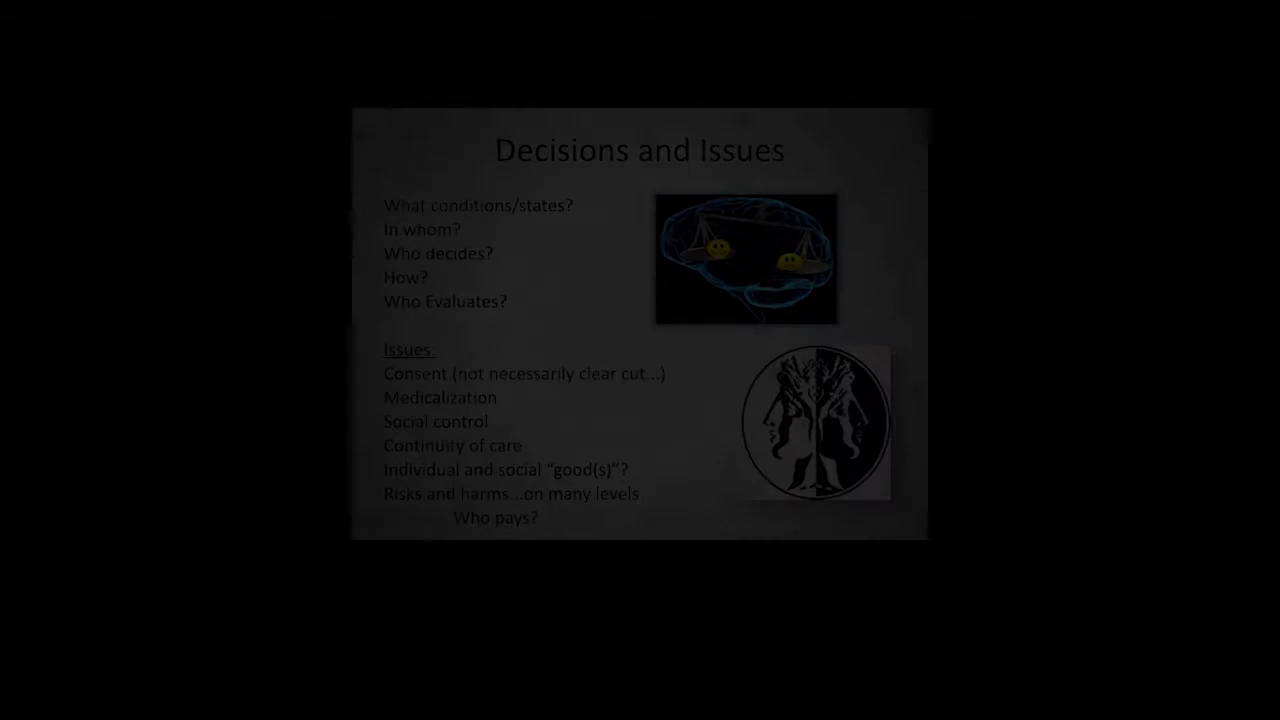 Decisions and Issues
What conditions/states?
In whom?
Who decides?
How?
Who Evaluates?
Issues:
Consent (not necessarily clear cut...)
Medicalization
Social control
Continuity of care
Individual and social “good(s)”?
Risks and harms...on many levels
Who pays?